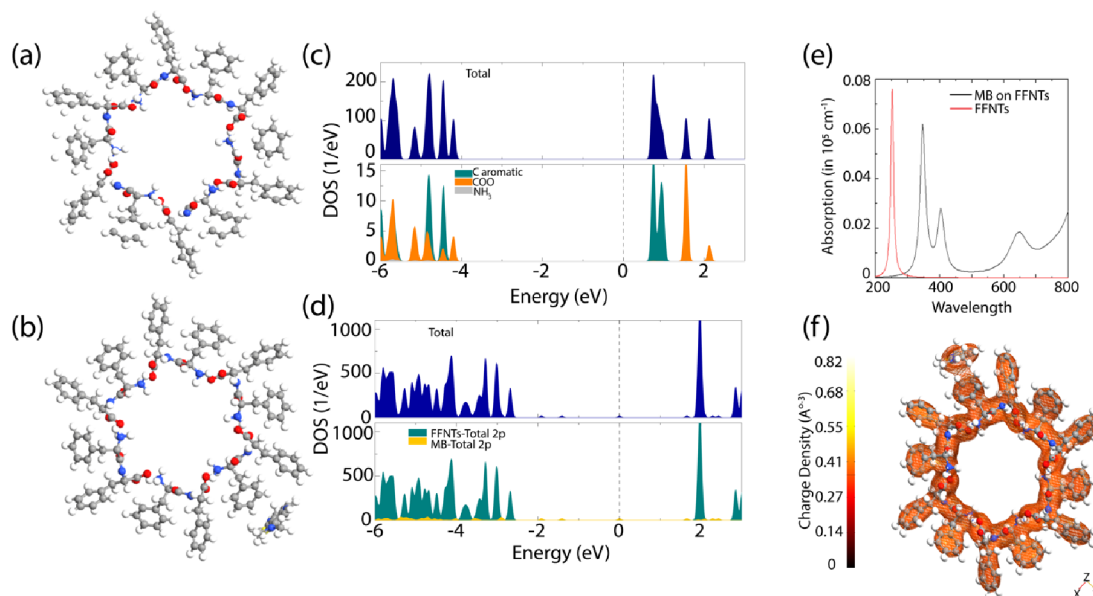 (a)
(b)
(c)
Total
200
100
0
C aromatic
COO
NH3
15
10
5
0
DOS (1/eV)
-6
-4
-2
0
2
Energy (eV)
(d)
Total
1000
500
0
FFNTs-Total 2p
MB-Total 2p
1000
500
0
DOS (1/eV)
-6
-4
-2
0
2
Energy (eV)
(e)
0.08
0.06
0.04
0.02
0
Absorption (in 10⁵ cm⁻¹)
MB on FFNTs
FFNTs
200
400
600
800
Wavelength
(f)
0.82
0.68
0.55
0.41
0.27
0.14
0
Charge Density (A°⁻³)
Z
X